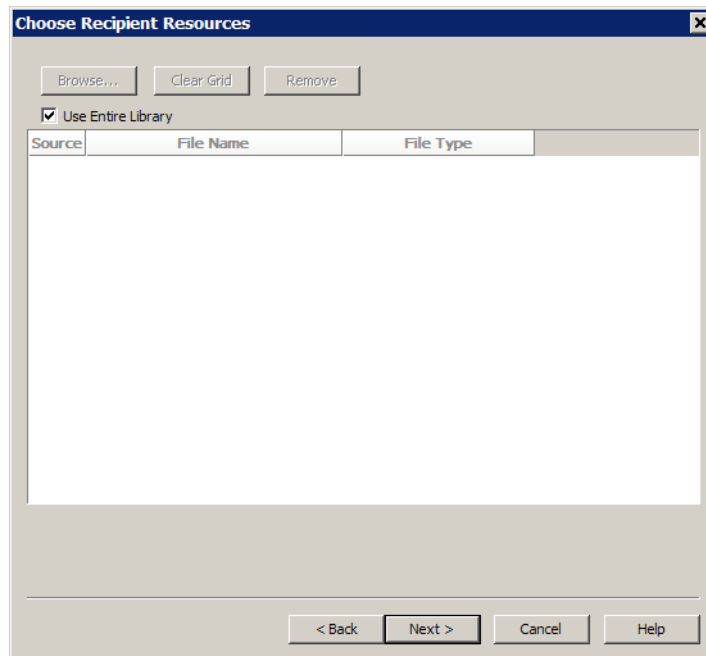 Choose Recipient Resources
Browse... Clear Grid Remove
Use Entire Library
Source File Name File Type
< Back Next > Cancel Help